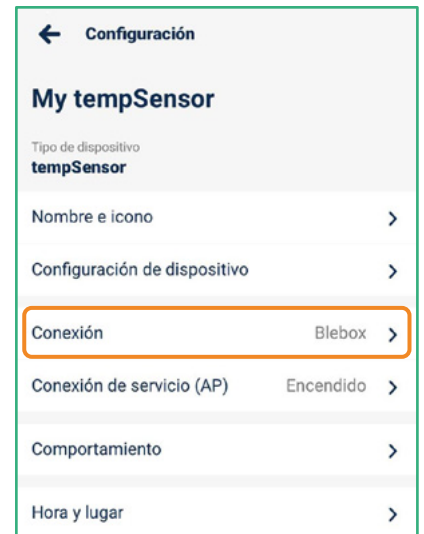 Configuración
My tempSensor
Tipo de dispositivo
tempSensor
Nombre e icono
Configuración de dispositivo
Conexión Blebox
Conexión de servicio (AP) Encendido
Comportamiento
Hora y lugar